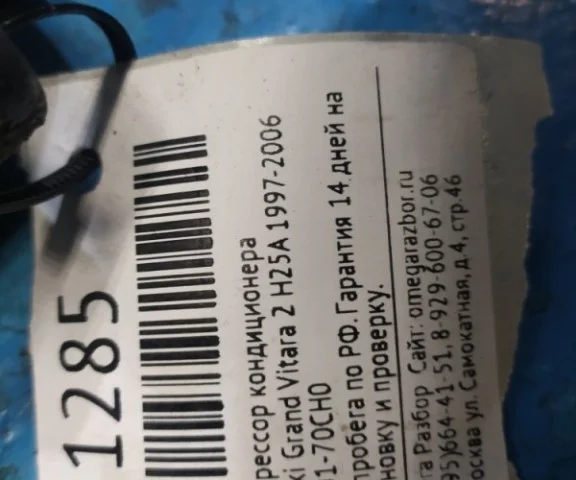 1285
рессор кондиционера
ki Grand Vitara 2 H25A 1997-2006
01-70CH0
пробега по РФ. Гарантия 14 дней на
новку и проверку.
га Разбор Сайт: omegarazbor.ru
95)664-41-51, 8-929-600-67-06
осква ул. Самокатная, д.4, стр.46